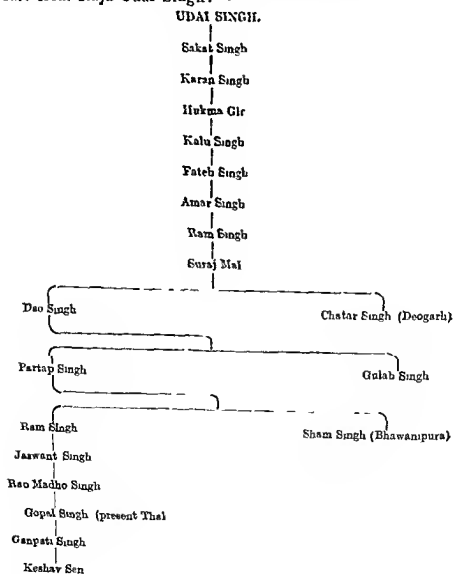 UDAI SINGH.
Sakat Singh
Karan Singh
Hukma Gir
Kalu Singh
Fateh Singh
Amar Singh
Ram Singh
Suraj Mal
Dao Singh
Chatar Singh (Deogarh)
Partap Singh
Gulab Singh
Ram Singh
Sham Singh (Bhawanipura)
Jaswant Singh
Rao Madho Singh
Gopal Singh (present Thal
Ganpati Singh
Keshav Sen